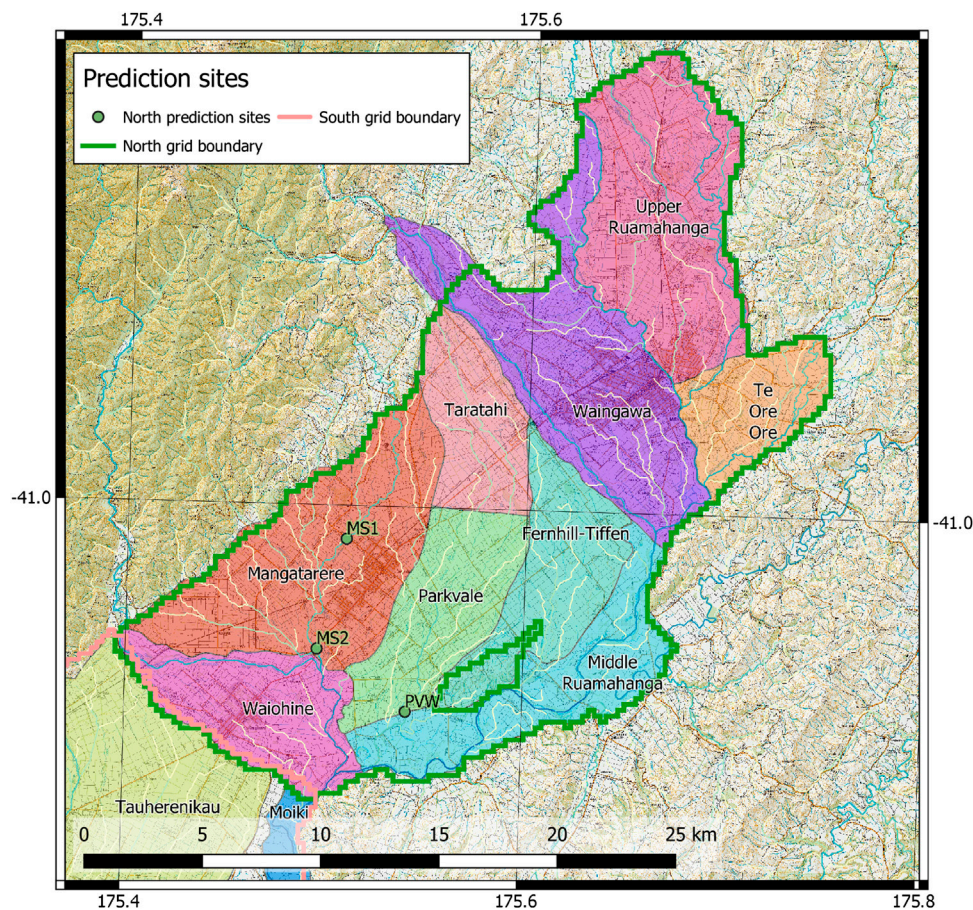 175.4 175.6
Prediction sites
North prediction sites South grid boundary
North grid boundary
Upper
Ruamahanga
Te
Ore
Ore
Taratahi
Waingawa
-41.0
-41.0
MS1
Fernhill-Tiffen
Mangatarere
Parkvale
MS2
Middle
Ruamahanga
PVW
Waiohine
Tauherenikau
Moiki
0 5 10 15 20 25 km
175.4 175.6 175.8